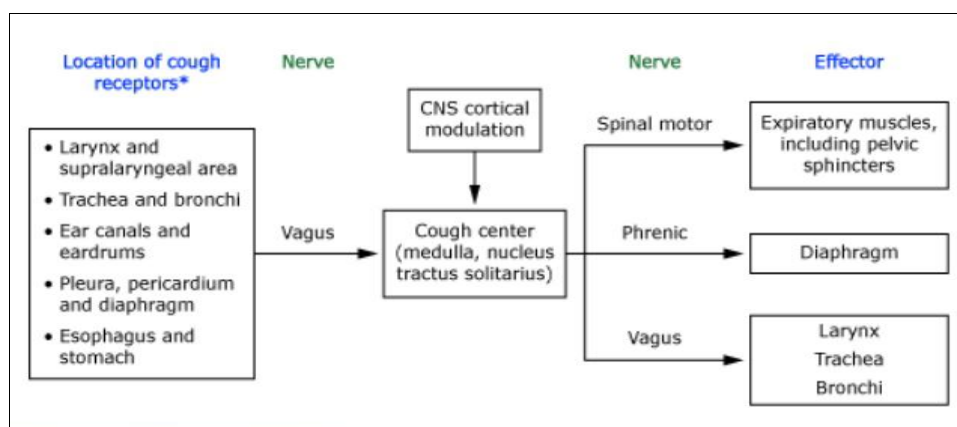 Location of cough
receptors*
Nerve
Nerve
Effector
• Larynx and
supralaryngeal area
• Trachea and bronchi
• Ear canals and
eardrums
• Pleura, pericardium
and diaphragm
• Esophagus and
stomach
Vagus
CNS cortical
modulation
Cough center
(medulla, nucleus
tractus solitarius)
Spinal motor
Phrenic
Vagus
Expiratory muscles,
including pelvic
sphincters
Diaphragm
Larynx
Trachea
Bronchi